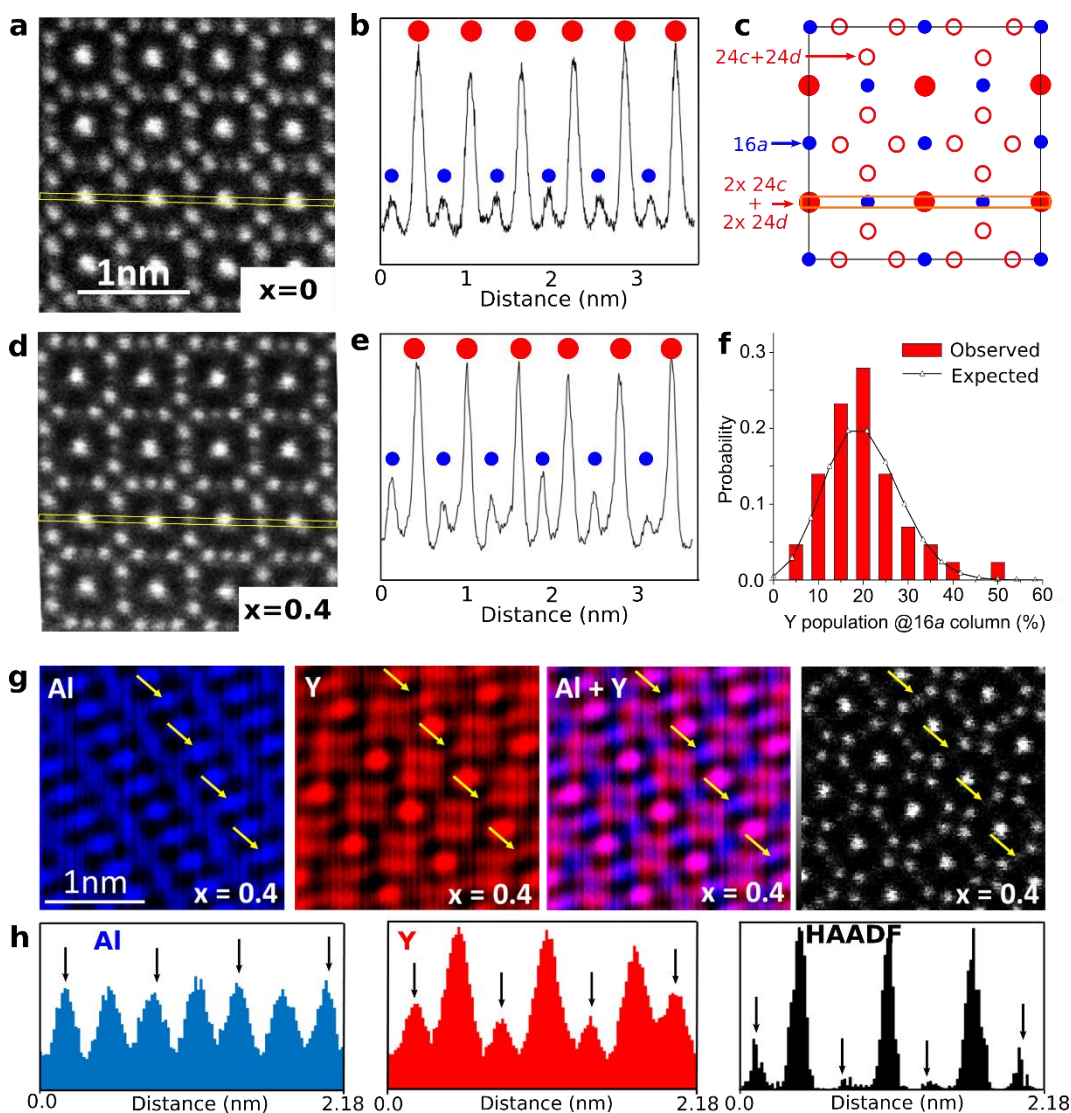 a
1nm
x=0
b
0
1
2
3
Distance (nm)
c
24c+24d
16a
2x 24c
+
2x 24d
d
x=0.4
e
0
1
2
3
Distance (nm)
f
0.3
0.2
0.1
0.0
Probability
Observed
Expected
0 10 20 30 40 50 60
Y population @16a column (%)
g
Al
1nm
x = 0.4
Y
x = 0.4
Al + Y
x = 0.4
x = 0.4
h
Al
0.0 Distance (nm) 2.18
Y
0.0 Distance (nm) 2.18
HAADF
0.0 Distance (nm) 2.18